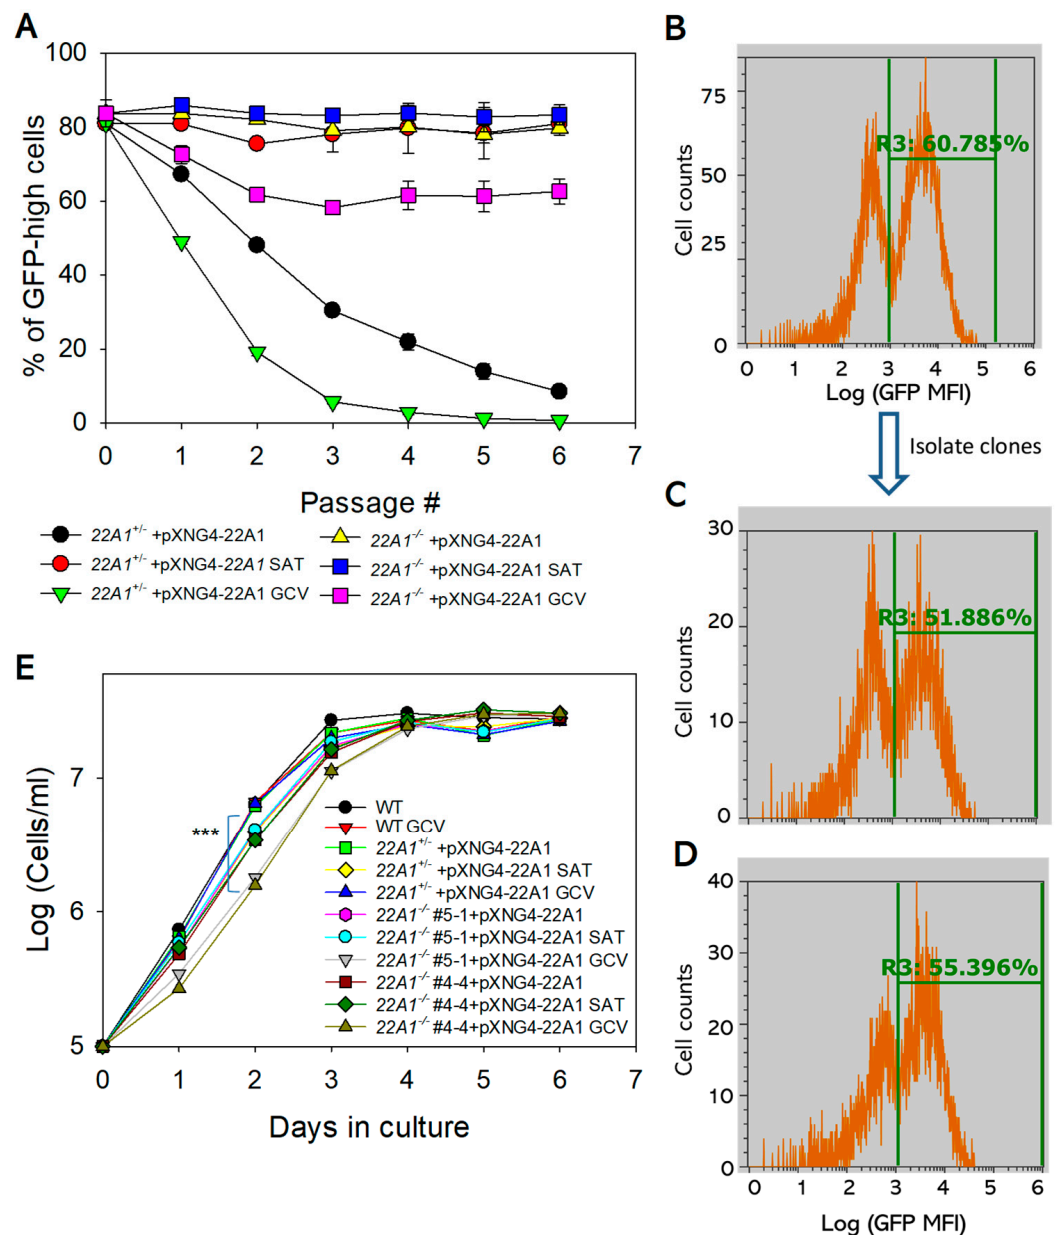 A
100
80
60
40
20
0
% of GFP-high cells
0 1 2 3 4 5 6 7
Passage #
22A1+/- +pXNG4-22A1
22A1+/- +pXNG4-22A1 SAT
22A1+/- +pXNG4-22A1 GCV
22A1-/- +pXNG4-22A1
22A1-/- +pXNG4-22A1 SAT
22A1-/- +pXNG4-22A1 GCV
B
75
50
25
0
Cell counts
R3: 60.785%
0 1 2 3 4 5 6
Log (GFP MFI)
Isolate clones
C
30
20
10
0
Cell counts
R3: 51.886%
D
40
30
20
10
0
Cell counts
R3: 55.396%
0 1 2 3 4 5 6
Log (GFP MFI)
E
7
6
5
Log (Cells/ml)
***
WT
WT GCV
22A1+/- +pXNG4-22A1
22A1+/- +pXNG4-22A1 SAT
22A1+/- +pXNG4-22A1 GCV
22A1-/- #5-1+pXNG4-22A1
22A1-/- #5-1+pXNG4-22A1 SAT
22A1-/- #5-1+pXNG4-22A1 GCV
22A1-/- #4-4+pXNG4-22A1
22A1-/- #4-4+pXNG4-22A1 SAT
22A1-/- #4-4+pXNG4-22A1 GCV
0 1 2 3 4 5 6 7
Days in culture